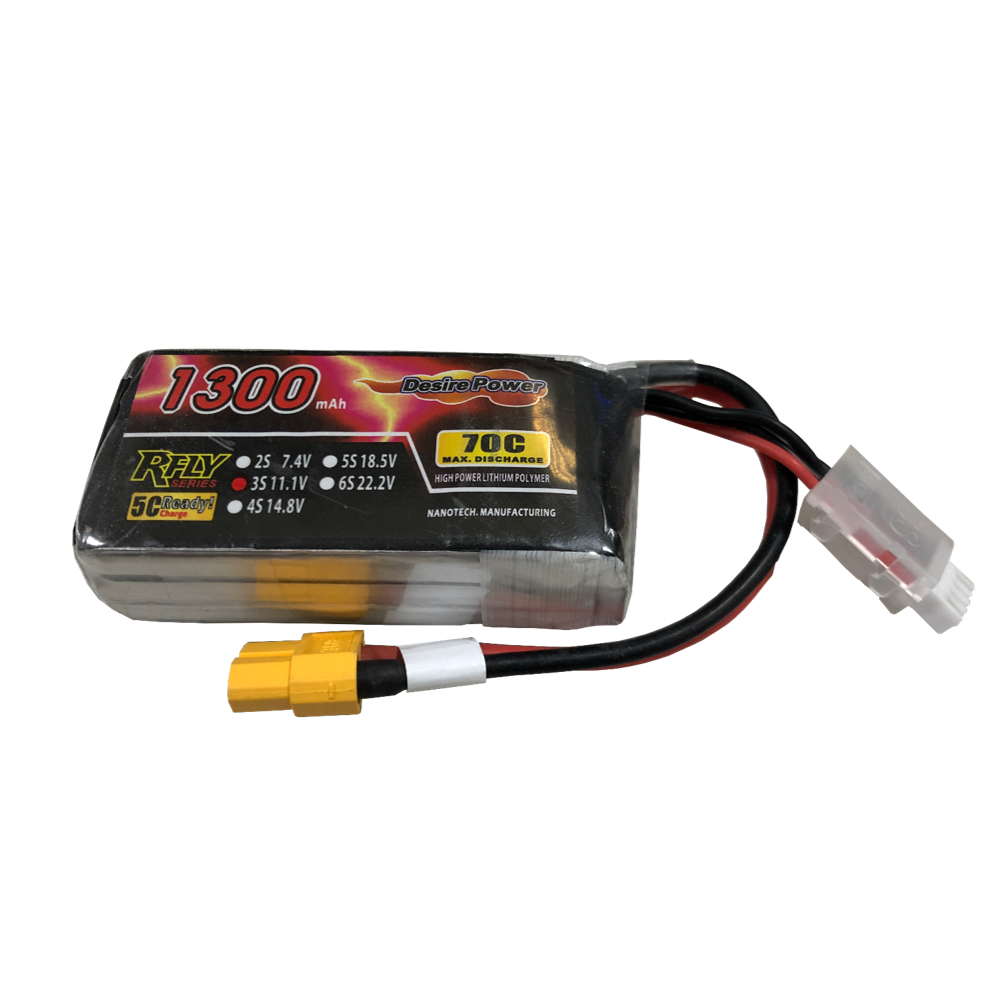 1300 mAh
Desire Power
70C
MAX. DISCHARGE
HIGH POWER LITHIUM POLYMER
NANOTECH. MANUFACTURING
RFLY
SERIES
5C Ready!
Charge
2S 7.4V
3S 11.1V
4S 14.8V
5S 18.5V
6S 22.2V